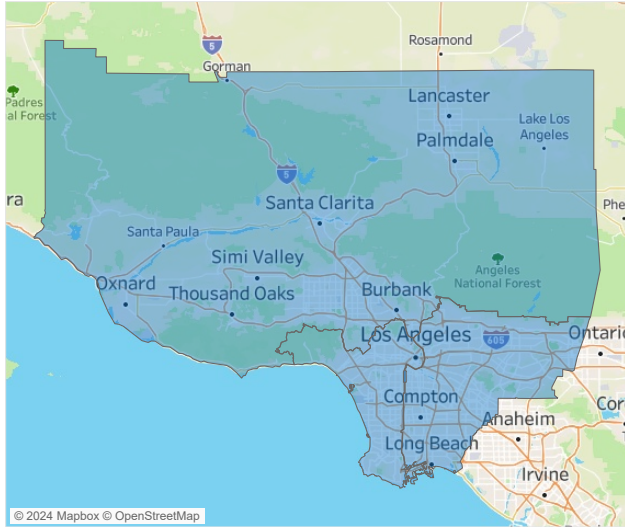 5
Rosamond
Gorman
Padres
al Forest
Lancaster
Lake Los
Angeles
Palmdale
5
ra
Santa Clarita
Phe
Santa Paula
Simi Valley
Angeles
National Forest
Oxnard
Thousand Oaks
Burbank
Los Angeles
605
Ontario
Compton
Cor
Anaheim
Long Beach
Irvine
© 2024 Mapbox © OpenStreetMap